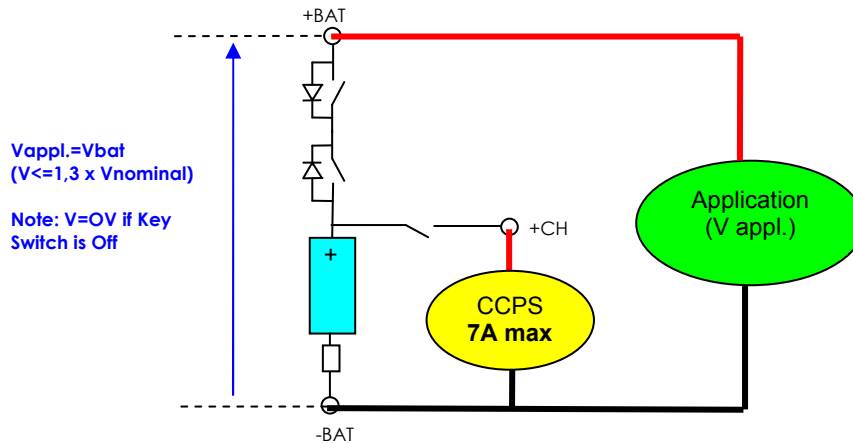 +BAT
Vappl.=Vbat
(V<=1,3 x Vnominal)
Note: V=OV if Key
Switch is Off
Application
(V appl.)
+CH
+
CCPS
7A max
-BAT